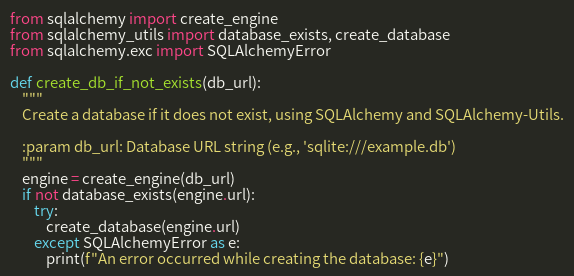 from sqlalchemy import create_engine
from sqlalchemy_utils import database_exists, create_database
from sqlalchemy.exc import SQLAlchemyError

def create_db_if_not_exists(db_url):
    """
    Create a database if it does not exist, using SQLAlchemy and SQLAlchemy-Utils.

    :param db_url: Database URL string (e.g., 'sqlite:///example.db')
    """
    engine = create_engine(db_url)
    if not database_exists(engine.url):
        try:
            create_database(engine.url)
        except SQLAlchemyError as e:
            print(f"An error occurred while creating the database: {e}")